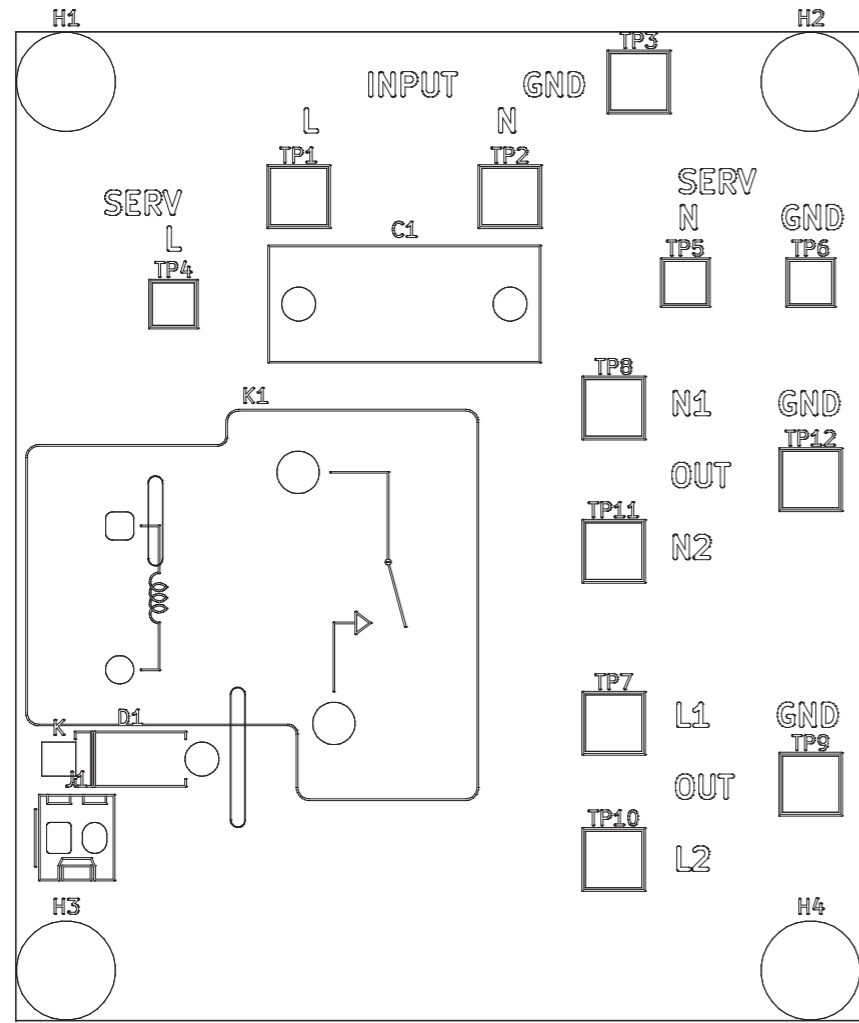 H1
H2
TP3
INPUT
GND
L
N
TP1
TP2
SERV
SERV
L
N
GND
C1
TP4
TP5
TP6
TP8
K1
N1
GND
TP12
OUT
TP11
N2
TP7
L1
GND
K
D1
TP9
J1
OUT
TP10
L2
H3
H4